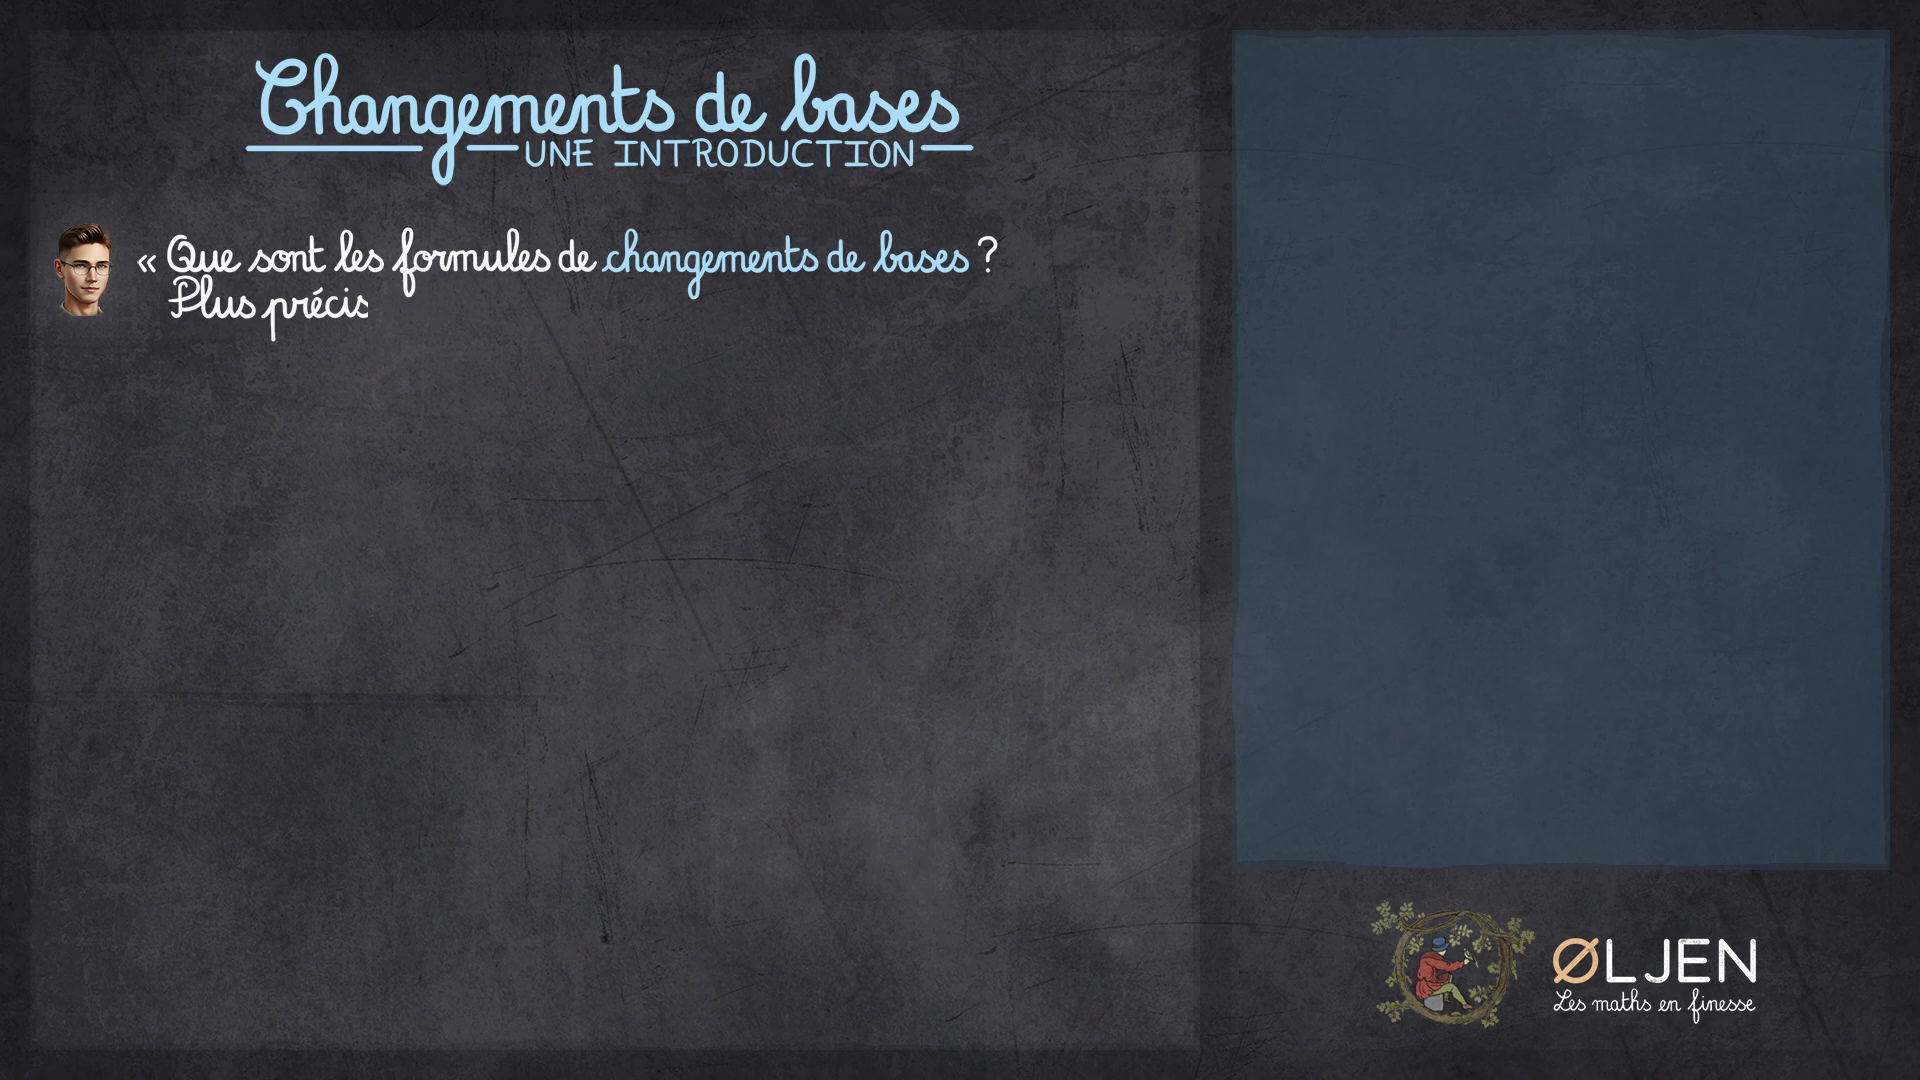 Changements de bases
UNE INTRODUCTION
« Que sont les formules de changements de bases ?
Plus précis
ØLJEN
Les maths en finesse